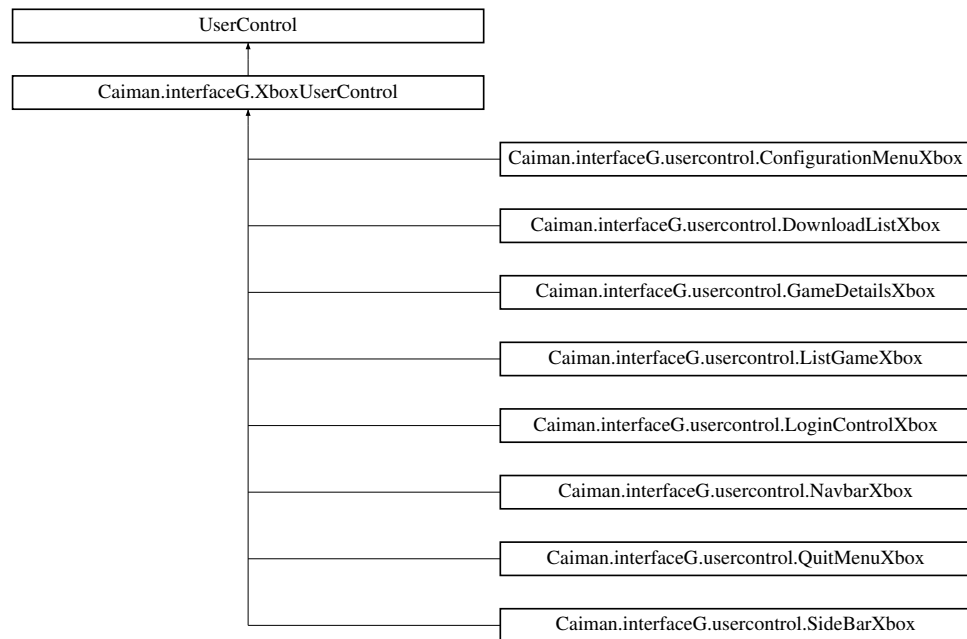 UserControl
Caiman.interfaceG.XboxUserControl
Caiman.interfaceG.usercontrol.ConfigurationMenuXbox
Caiman.interfaceG.usercontrol.DownloadListXbox
Caiman.interfaceG.usercontrol.GameDetailsXbox
Caiman.interfaceG.usercontrol.ListGameXbox
Caiman.interfaceG.usercontrol.LoginControlXbox
Caiman.interfaceG.usercontrol.NavbarXbox
Caiman.interfaceG.usercontrol.QuitMenuXbox
Caiman.interfaceG.usercontrol.SideBarXbox